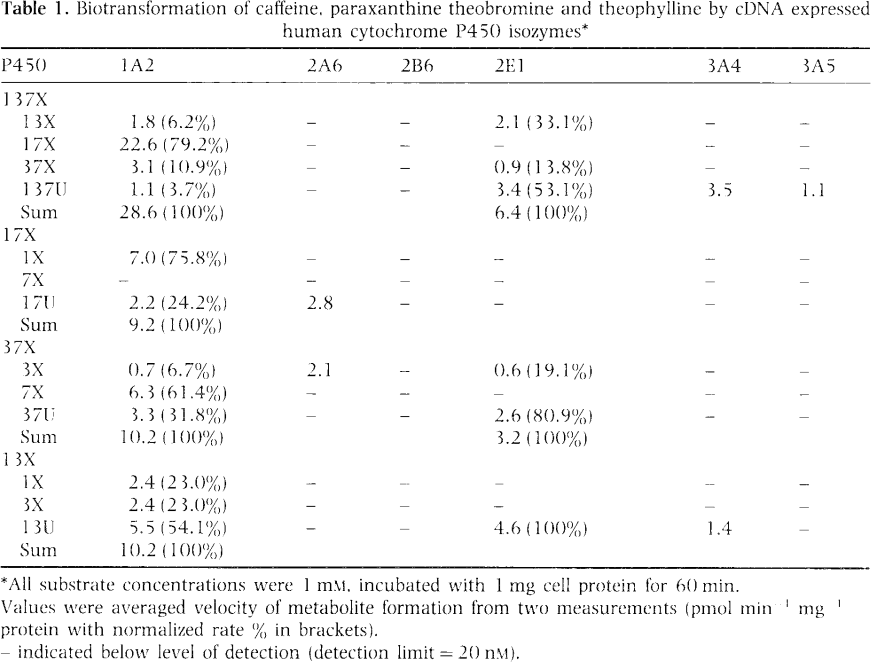 Table 1. Biotransformation of caffeine, paraxanthine theobromine and theophylline by cDNA expressed
human cytochrome P450 isozymes*
P450 1A2 2A6 2B6 2E1 3A4 3A5
137X
13X 1.8 (6.2%) – – 2.1 (33.1%) – –
17X 22.6 (79.2%) – – – – –
37X 3.1 (10.9%) – – 0.9 (13.8%) – –
137U 1.1 (3.7%) – – 3.4 (53.1%) 3.5 1.1
Sum 28.6 (100%) 6.4 (100%)
17X
1X 7.0 (75.8%) – – – – –
7X – – – – – –
17U 2.2 (24.2%) 2.8 – – – –
Sum 9.2 (100%)
37X
3X 0.7 (6.7%) 2.1 – 0.6 (19.1%) – –
7X 6.3 (61.4%) – – – – –
37U 3.3 (31.8%) – – 2.6 (80.9%) – –
Sum 10.2 (100%) 3.2 (100%)
13X
1X 2.4 (23.0%) – – – – –
3X 2.4 (23.0%) – – – – –
13U 5.5 (54.1%) – – 4.6 (100%) 1.4 –
Sum 10.2 (100%)
*All substrate concentrations were 1 mM, incubated with 1 mg cell protein for 60 min.
Values were averaged velocity of metabolite formation from two measurements (pmol min⁻¹ mg⁻¹
protein with normalized rate % in brackets).
– indicated below level of detection (detection limit = 20 nM).